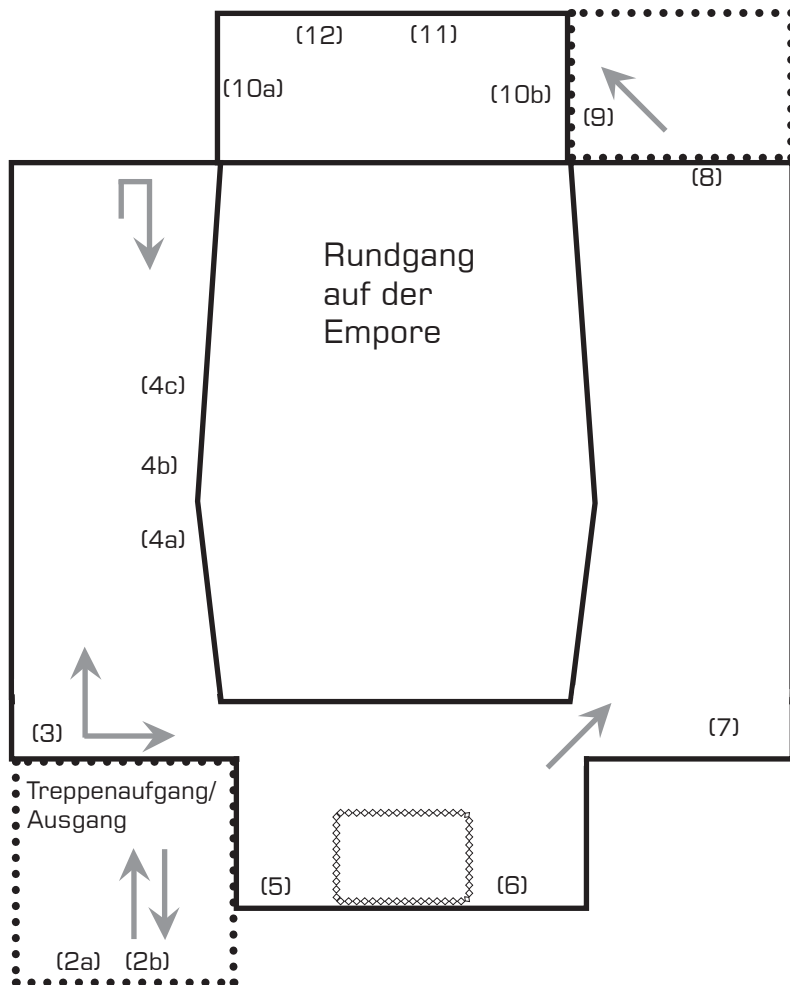 (12) (11)
(10a) (10b)
(9)
(8)
Rundgang
auf der
Empore
(4c)
4b)
(4a)
(3) (7)
Treppenaufgang/
Ausgang
(5) (6)
(2a) (2b)